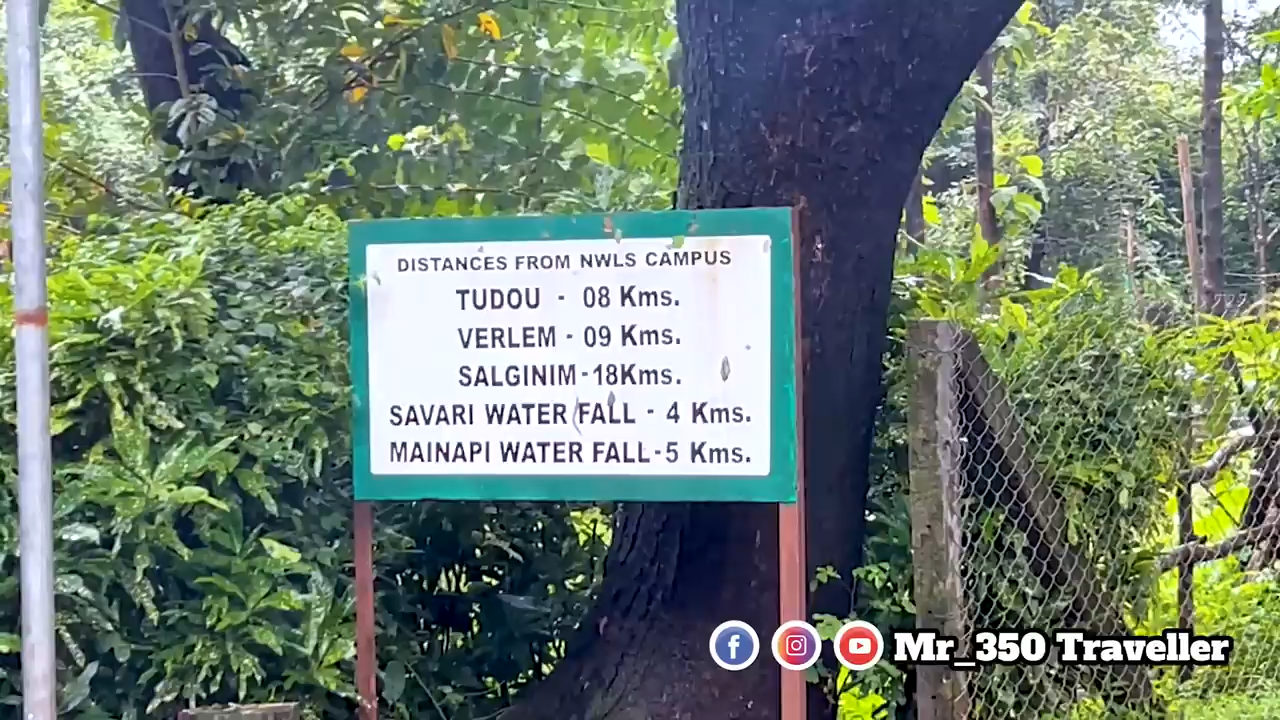 DISTANCES FROM NWLS CAMPUS
TUDOU - 08 Kms.
VERLEM - 09 Kms.
SALGINIM-18Kms.
SAVARI WATER FALL - 4 Kms.
MAINAPI WATER FALL-5 Kms.
Mr_350 Traveller